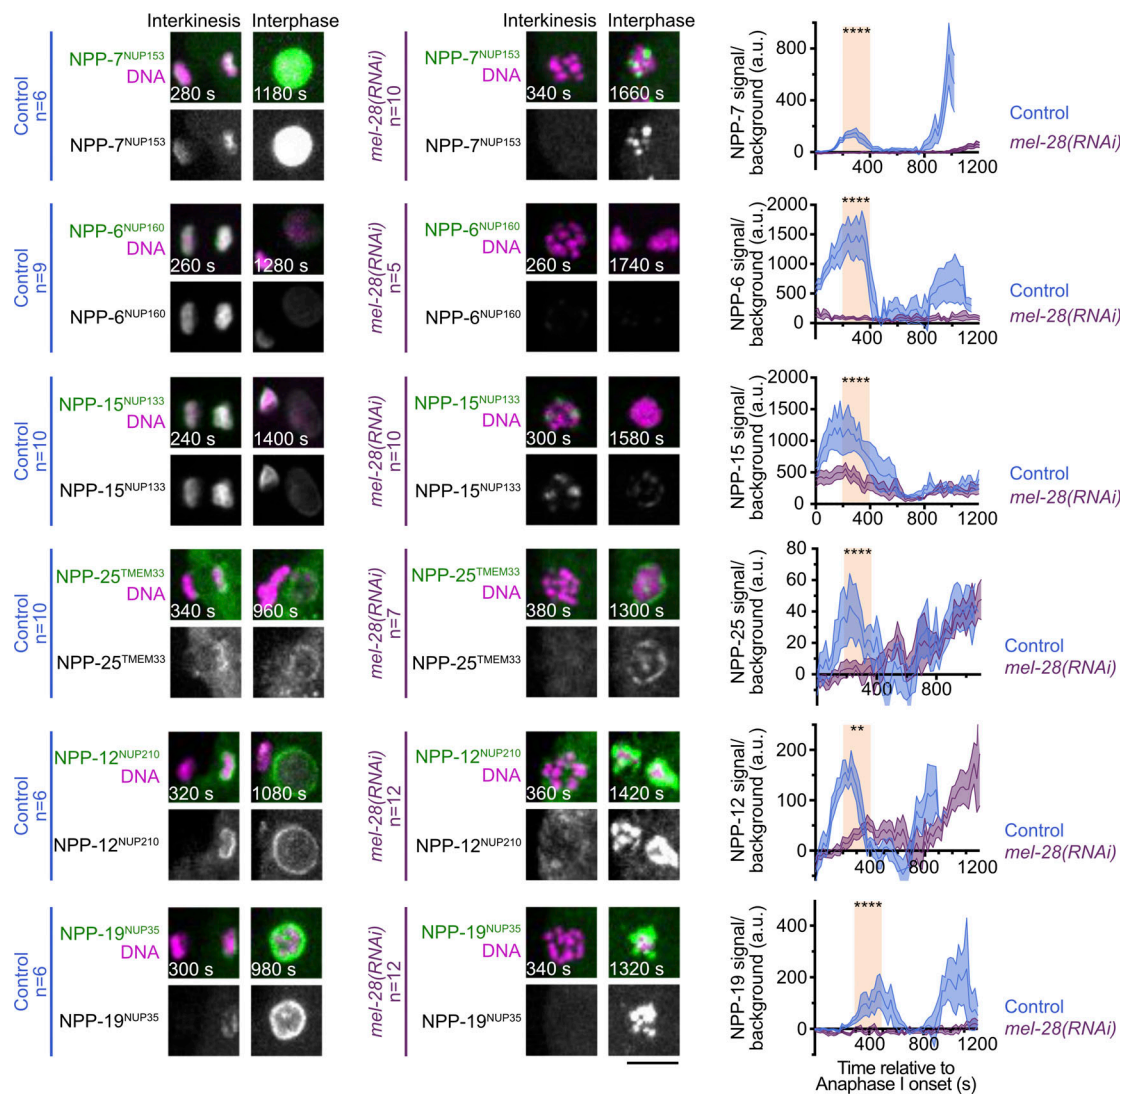 Interkinesis Interphase Interkinesis Interphase
Control
n=6
NPP-7NUP153
DNA
280 s 1180 s
NPP-7NUP153
mel-28(RNAi)
n=10
NPP-7NUP153
DNA
340 s 1660 s
NPP-7NUP153
NPP-7 signal/
background (a.u.)
800
400
0
****
400 800 1200
Control
mel-28(RNAi)
Control
n=9
NPP-6NUP160
DNA
260 s 1280 s
NPP-6NUP160
mel-28(RNAi)
n=5
NPP-6NUP160
DNA
260 s 1740 s
NPP-6NUP160
NPP-6 signal/
background (a.u.)
2000
1500
1000
500
0
****
400 800 1200
Control
mel-28(RNAi)
Control
n=10
NPP-15NUP133
DNA
240 s 1400 s
NPP-15NUP133
mel-28(RNAi)
n=10
NPP-15NUP133
DNA
300 s 1580 s
NPP-15NUP133
NPP-15 signal/
background (a.u.)
2000
1500
1000
500
0
****
0 400 800 1200
Control
mel-28(RNAi)
Control
n=10
NPP-25TMEM33
DNA
340 s 960 s
NPP-25TMEM33
mel-28(RNAi)
n=7
NPP-25TMEM33
DNA
380 s 1300 s
NPP-25TMEM33
NPP-25 signal/
background (a.u.)
80
60
40
20
0
****
400 800
Control
mel-28(RNAi)
Control
n=6
NPP-12NUP210
DNA
320 s 1080 s
NPP-12NUP210
mel-28(RNAi)
n=12
NPP-12NUP210
DNA
360 s 1420 s
NPP-12NUP210
NPP-12 signal/
background (a.u.)
200
100
0
**
400 800 1200
Control
mel-28(RNAi)
Control
n=6
NPP-19NUP35
DNA
300 s 980 s
NPP-19NUP35
mel-28(RNAi)
n=12
NPP-19NUP35
DNA
340 s 1320 s
NPP-19NUP35
NPP-19 signal/
background (a.u.)
400
200
0
****
400 800 1200
Control
mel-28(RNAi)
Time relative to
Anaphase I onset (s)